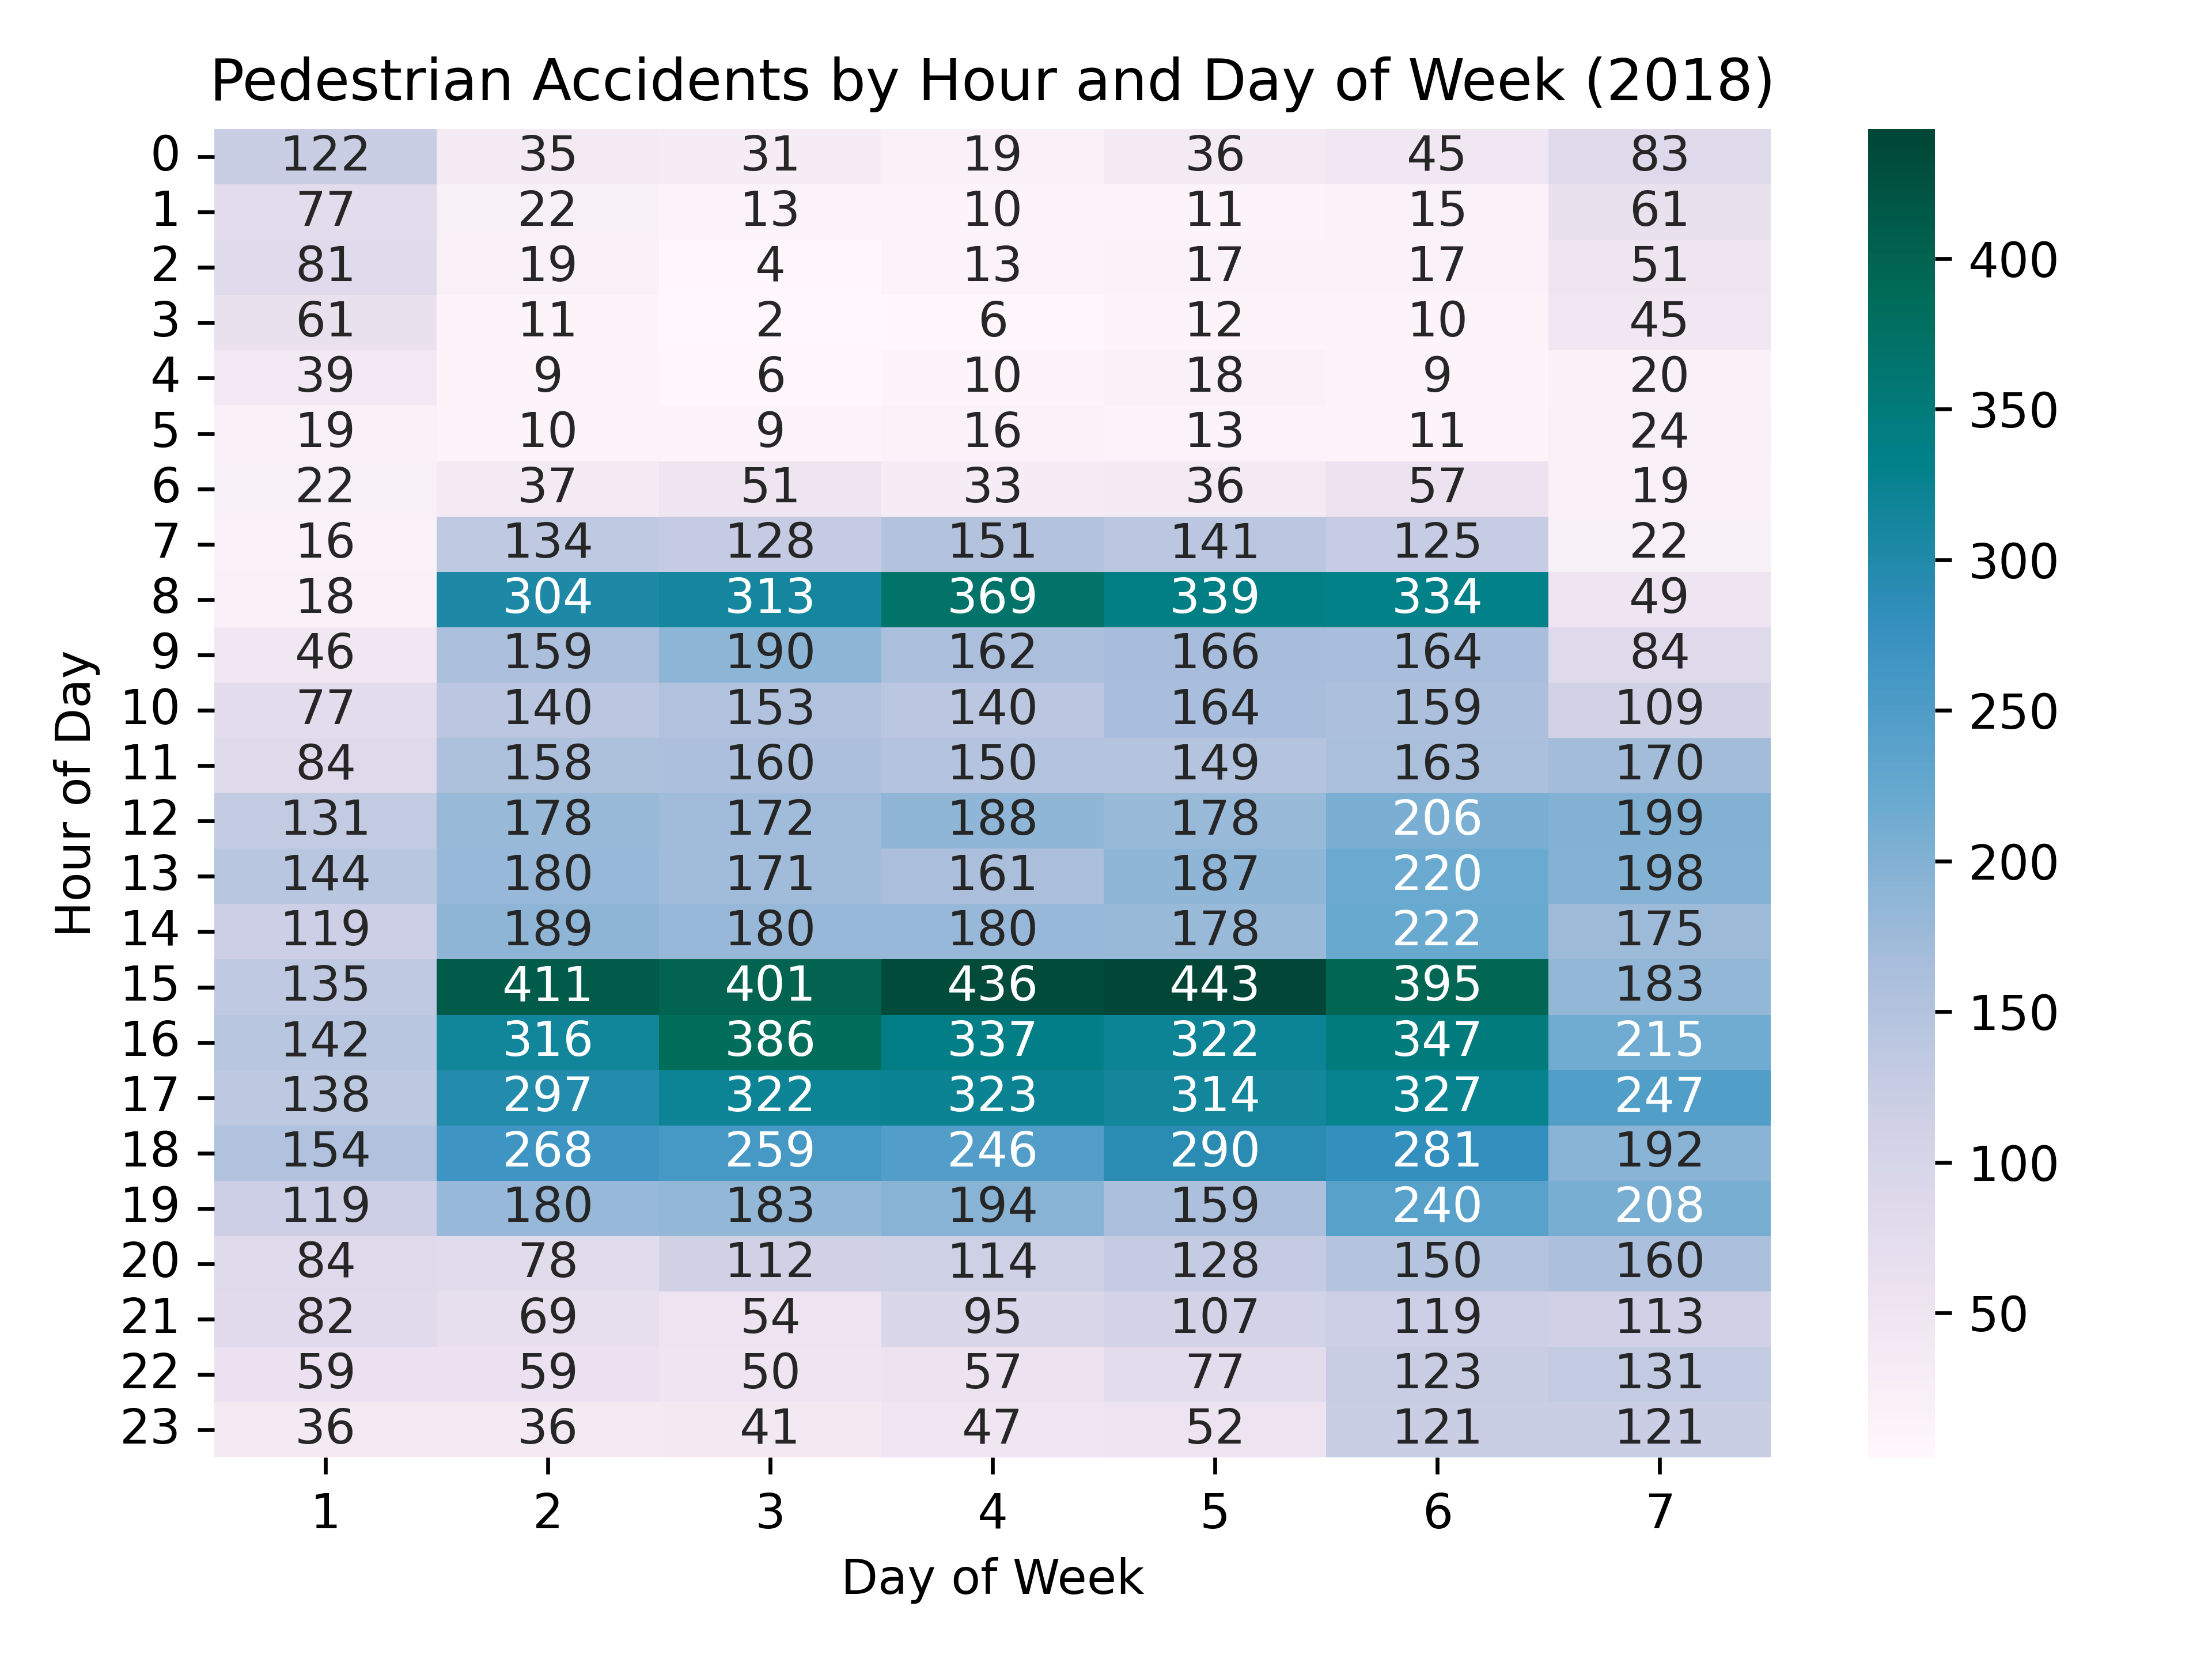 Pedestrian Accidents by Hour and Day of Week (2018)
0 122 35 31 19 36 45 83
1 77 22 13 10 11 15 61
2 81 19 4 13 17 17 51
3 61 11 2 6 12 10 45
4 39 9 6 10 18 9 20
5 19 10 9 16 13 11 24
6 22 37 51 33 36 57 19
7 16 134 128 151 141 125 22
8 18 304 313 369 339 334 49
9 46 159 190 162 166 164 84
10 77 140 153 140 164 159 109
11 84 158 160 150 149 163 170
12 131 178 172 188 178 206 199
13 144 180 171 161 187 220 198
14 119 189 180 180 178 222 175
15 135 411 401 436 443 395 183
16 142 316 386 337 322 347 215
17 138 297 322 323 314 327 247
18 154 268 259 246 290 281 192
19 119 180 183 194 159 240 208
20 84 78 112 114 128 150 160
21 82 69 54 95 107 119 113
22 59 59 50 57 77 123 131
23 36 36 41 47 52 121 121
1 2 3 4 5 6 7
Day of Week
Hour of Day
400
350
300
250
200
150
100
50